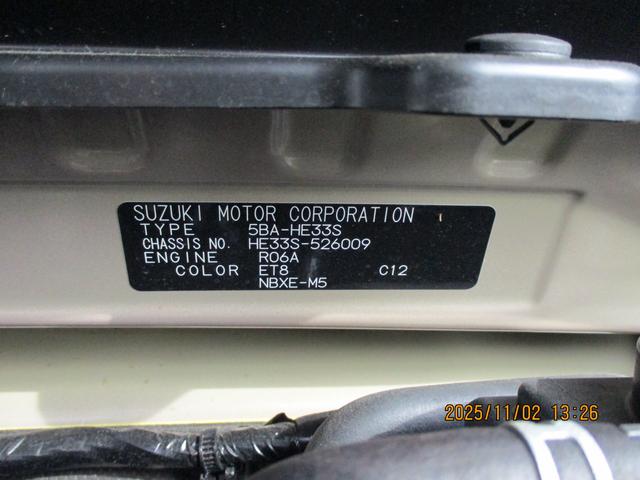 SUZUKI MOTOR CORPORATION
TYPE 5BA-HE33S
CHASSIS NO. HE33S-526009
ENGINE R06A
COLOR ET8 C12
NBXE-M5
2025/11/02 13:26